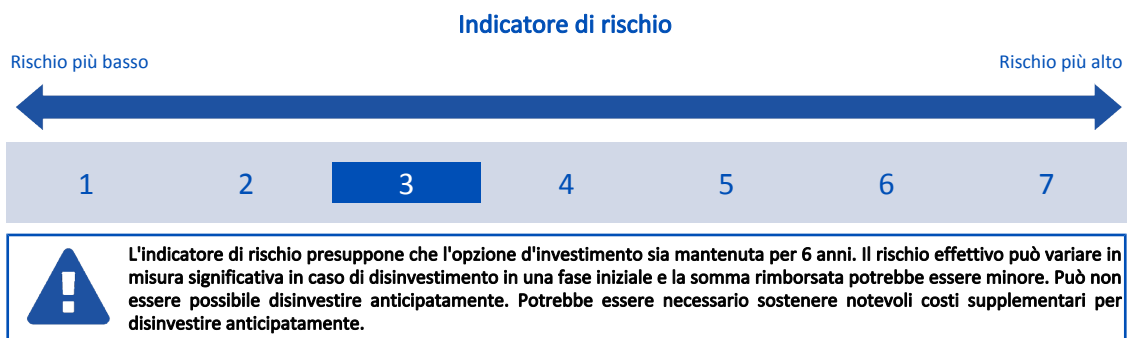 Indicatore di rischio
Rischio più basso
Rischio più alto
1 2 3 4 5 6 7
L'indicatore di rischio presuppone che l'opzione d'investimento sia mantenuta per 6 anni. Il rischio effettivo può variare in
misura significativa in caso di disinvestimento in una fase iniziale e la somma rimborsata potrebbe essere minore. Può non
essere possibile disinvestire anticipatamente. Potrebbe essere necessario sostenere notevoli costi supplementari per
disinvestire anticipatamente.